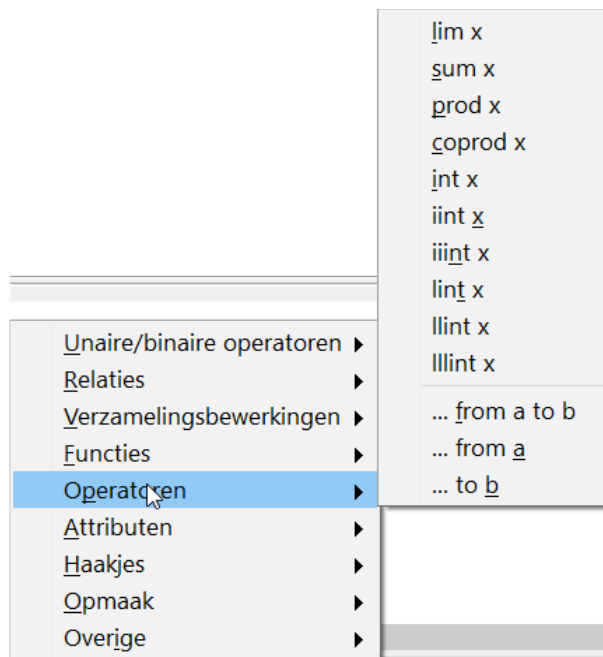 lim x
sum x
prod x
coprod x
int x
iint x
iiint x
lint x
llint x
lllint x
... from a to b
... from a
... to b
Unaire/binaire operatoren
Relaties
Verzamelingsbewerkingen
Functies
Operatoren
Attributen
Haakjes
Opmaak
Overige